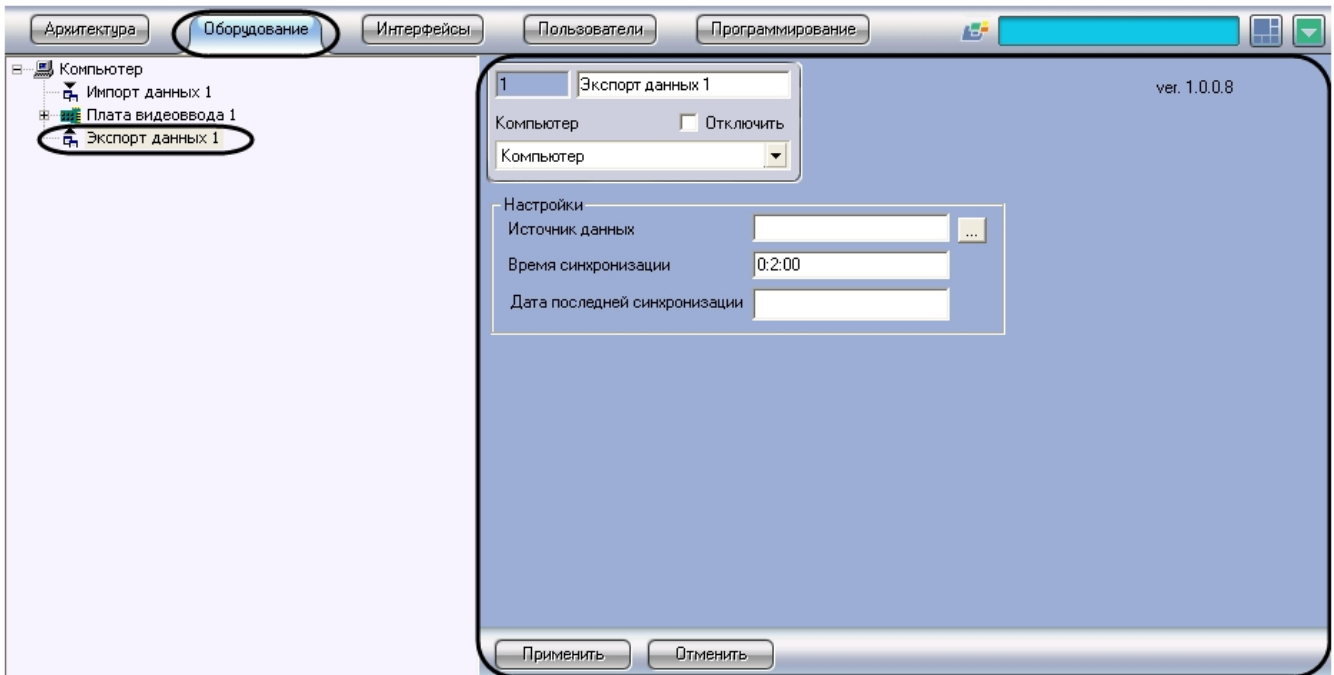 Архитектура Оборудование Интерфейсы Пользователи Программирование
Компьютер
Импорт данных 1
Плата видеоввода 1
Экспорт данных 1
1 Экспорт данных 1
ver. 1.0.0.8
Компьютер Отключить
Компьютер
Настройки
Источник данных ...
Время синхронизации 0:2:00
Дата последней синхронизации
Применить Отменить